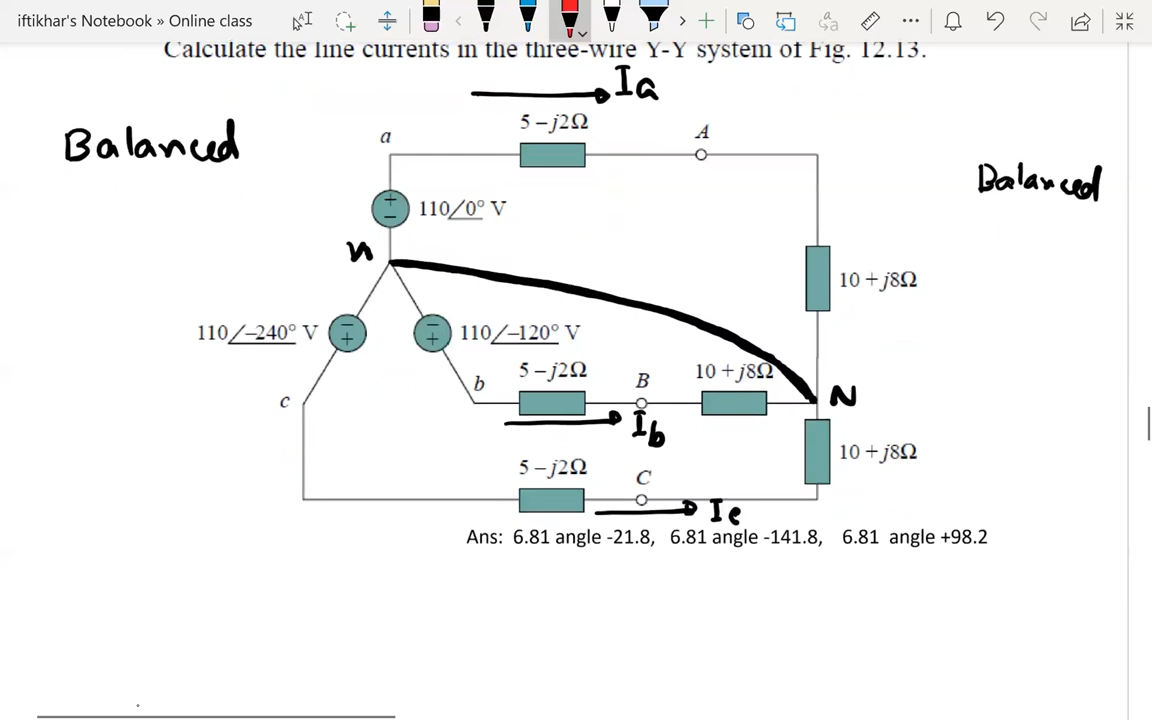 iftikhar's Notebook » Online class
Calculate the line currents in the three-wire Y-Y system of Fig. 12.13.
Ia
Balanced
a
5 – j2Ω
A
Balanced
110∠0° V
n
10 + j8Ω
110∠–240° V
110∠–120° V
5 – j2Ω
10 + j8Ω
b
B
N
c
Ib
10 + j8Ω
5 – j2Ω
C
Ic
Ans: 6.81 angle -21.8, 6.81 angle -141.8, 6.81 angle +98.2